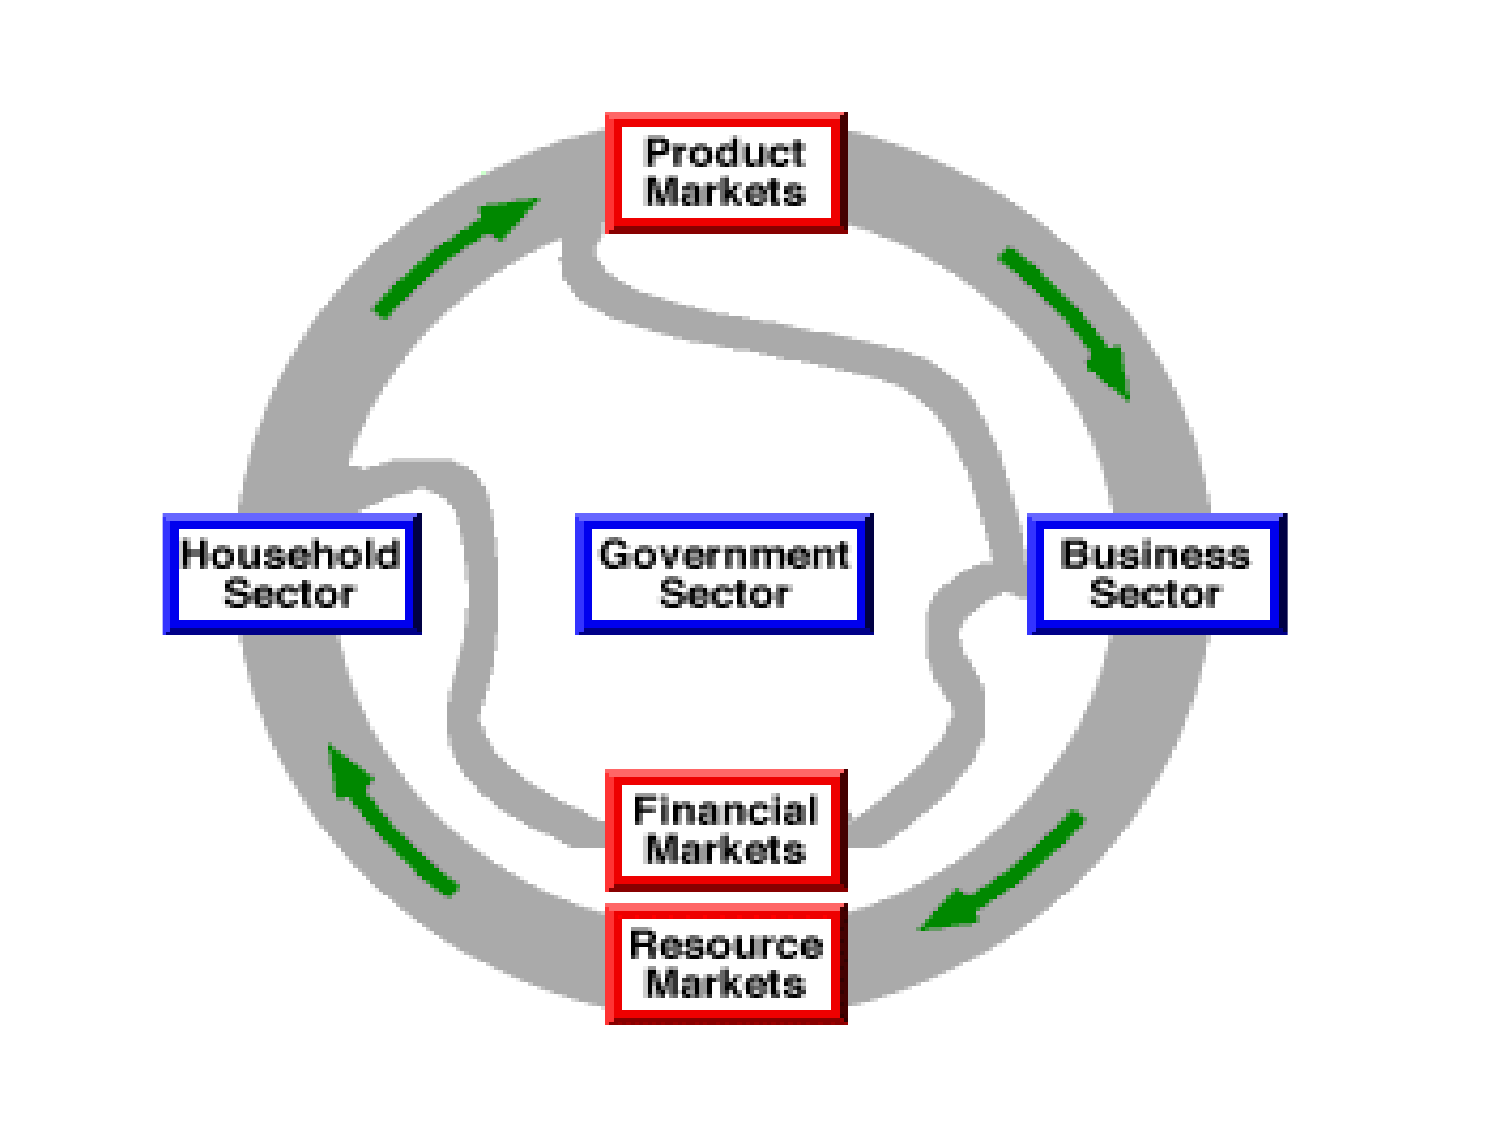 Product
Markets
Household
Sector
Government
Sector
Business
Sector
Financial
Markets
Resource
Markets